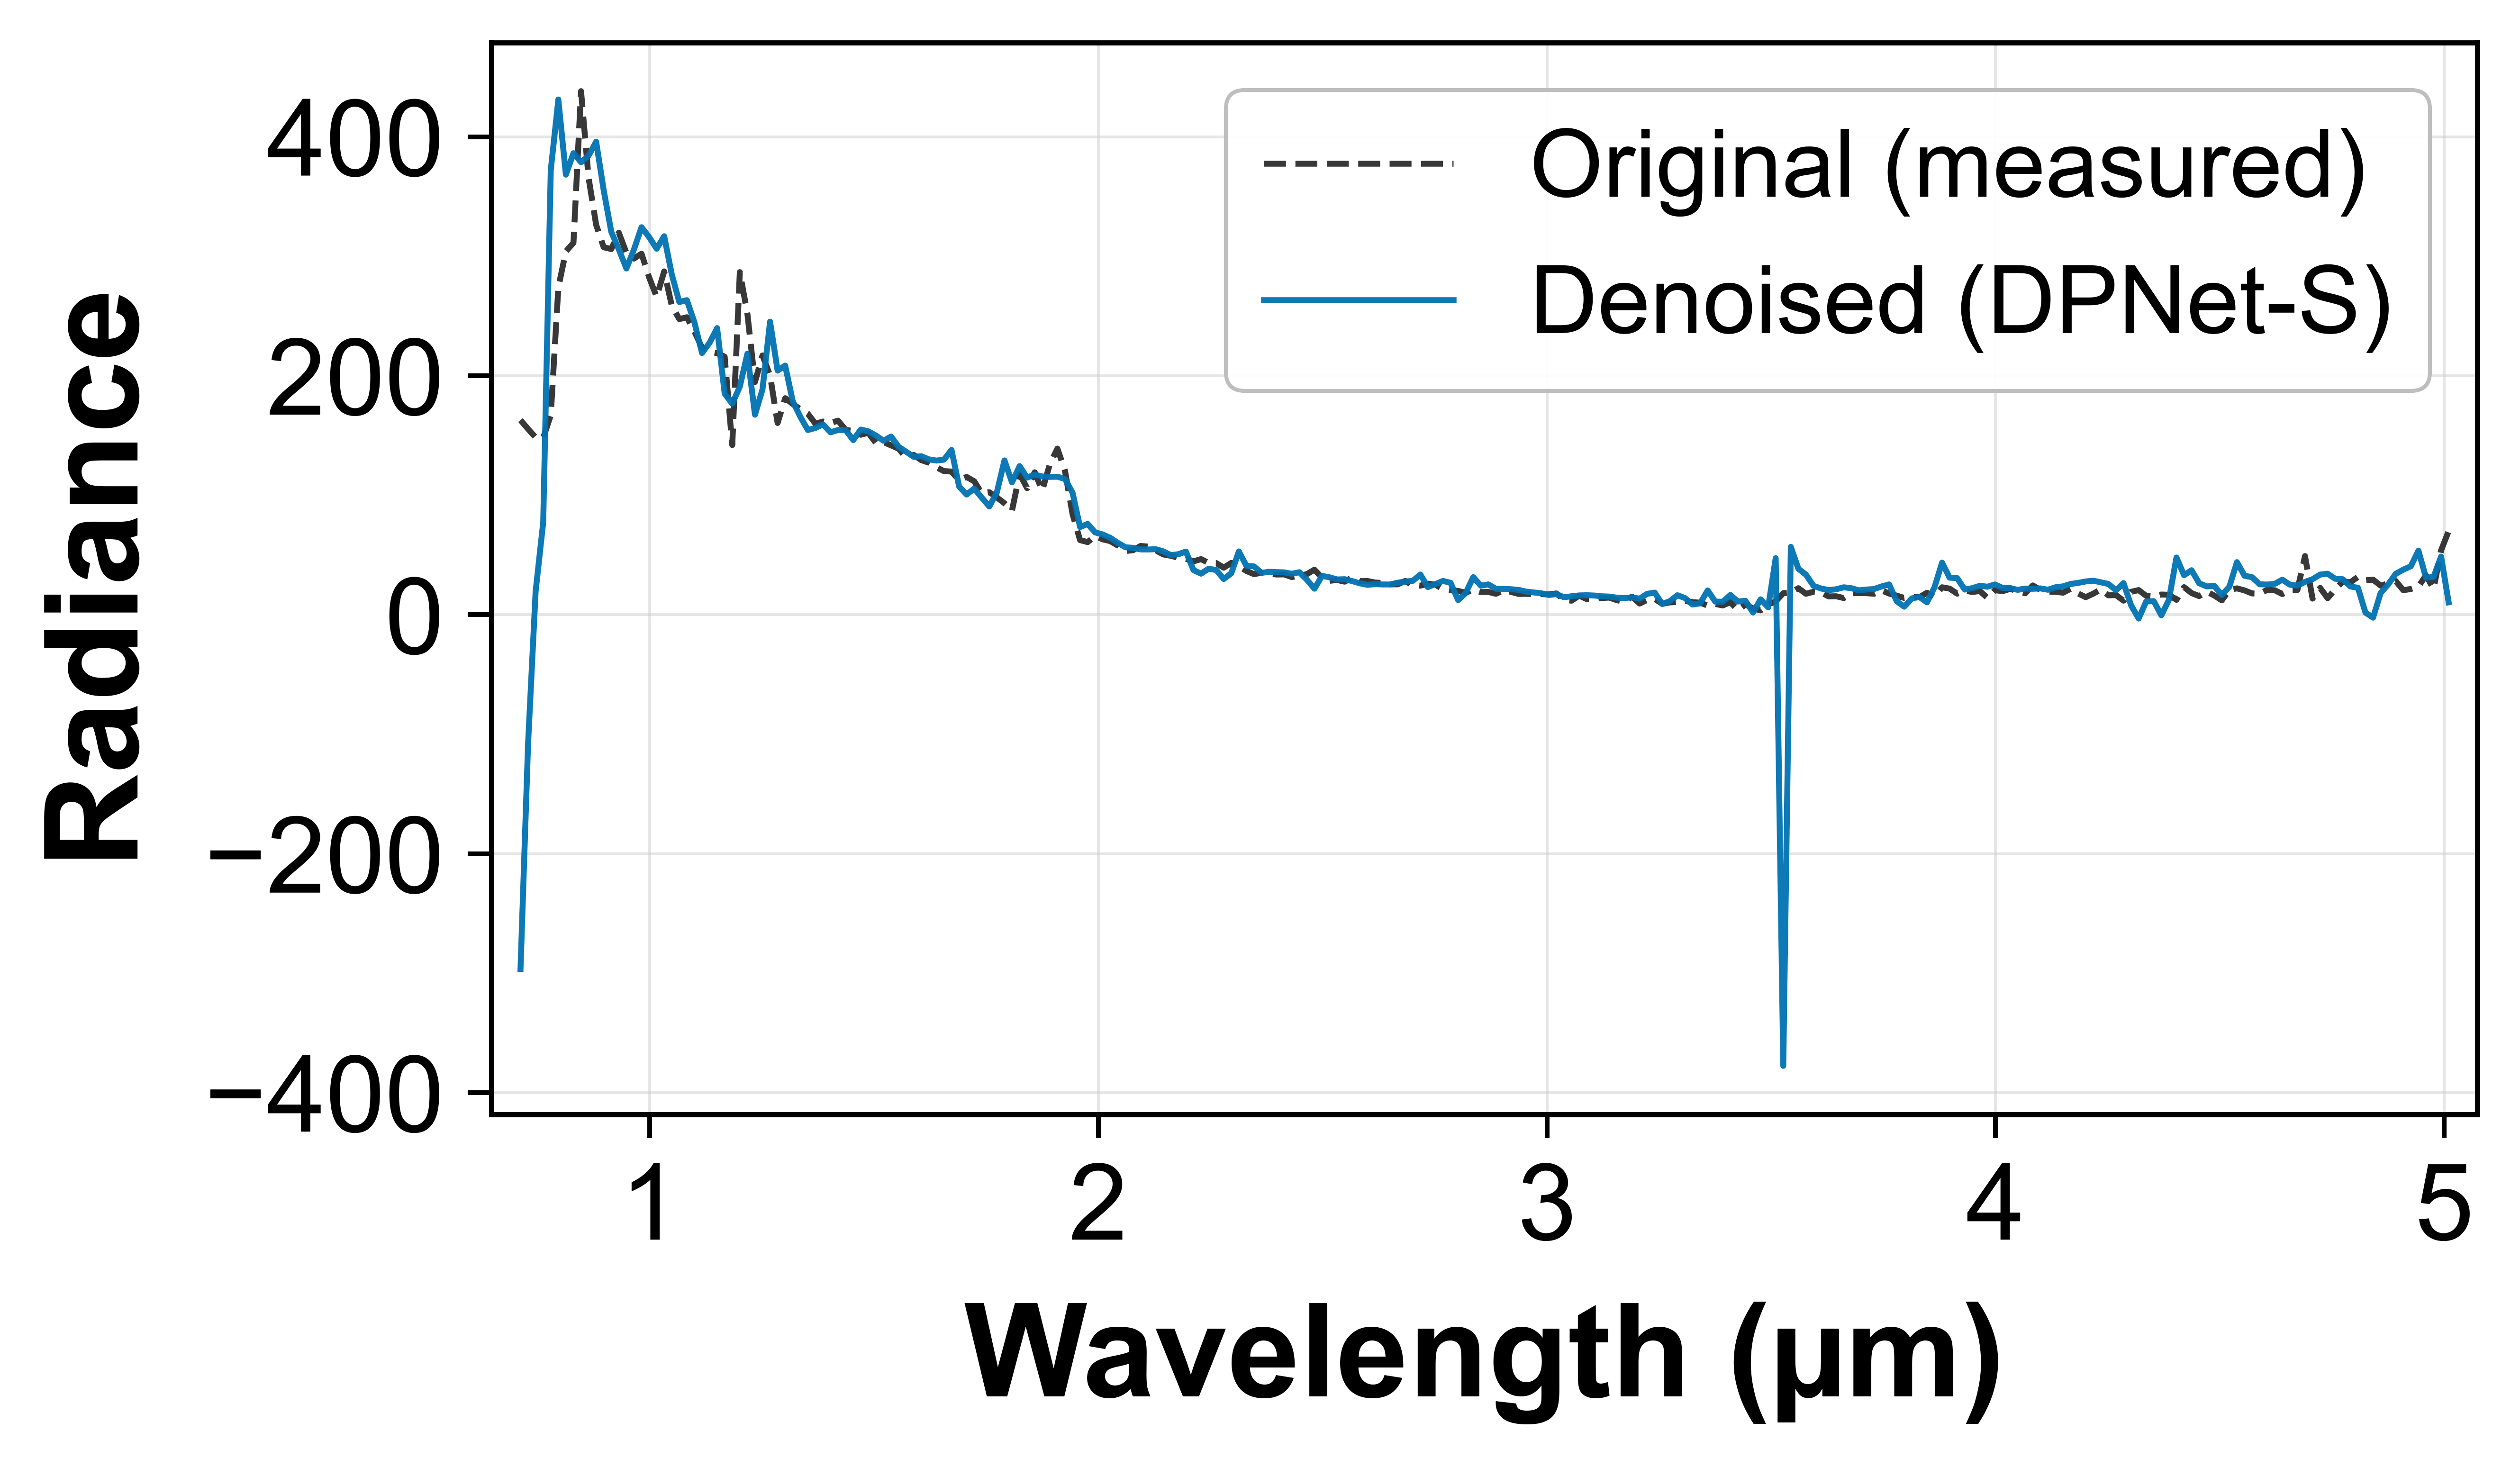 Radiance
400
200
0
−200
−400
Original (measured)
Denoised (DPNet-S)
1 2 3 4 5
Wavelength (μm)